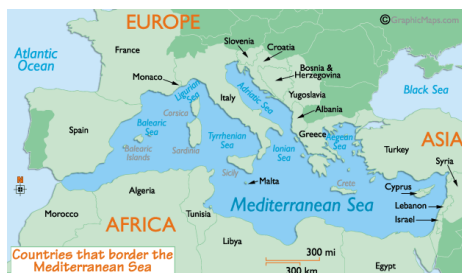 © GraphicMaps.com
EUROPE
Atlantic
Ocean
France
Slovenia
Croatia
Monaco
Bosnia &
Herzegovina
Ligurian
Sea
Italy
Adriatic
Sea
Yugoslavia
Black Sea
Corsica
Albania
Spain
Balearic
Sea
Balearic
Islands
Sardinia
Tyrrhenian
Sea
Greece
Aegean
Sea
Turkey
ASIA
Ionian
Sea
Syria
Sicily
Malta
Crete
Cyprus
Algeria
Morocco
Tunisia
Mediterranean Sea
Lebanon
Israel
AFRICA
Libya
Egypt
N
Countries that border the
Mediterranean Sea
300 mi
300 km